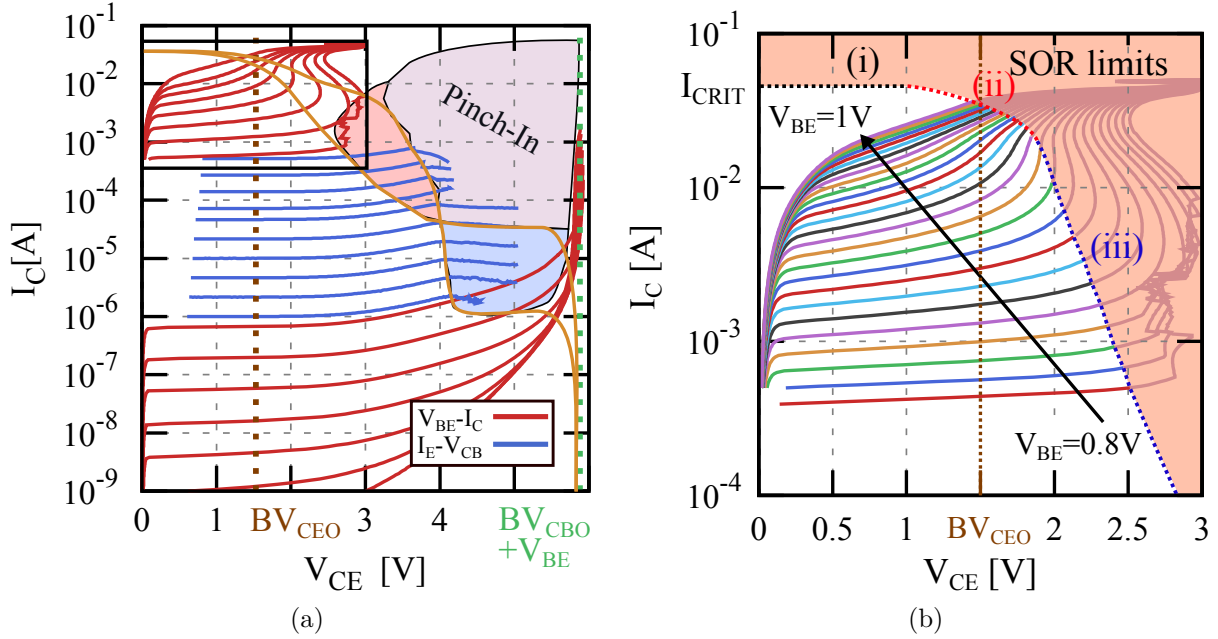 10^-1
10^-2
10^-3
10^-4
10^-5
10^-6
10^-7
10^-8
10^-9
I_C[A]
Pinch-In
V_BE-I_C
I_E-V_CB
0
BV_CEO
3
4
BV_CBO
+V_BE
V_CE [V]
(a)
10^-1
I_CRIT
10^-2
10^-3
10^-4
I_C [A]
(i)
(ii)
SOR limits
V_BE=1V
(iii)
V_BE=0.8V
0
0.5
1
BV_CEO
2
2.5
3
V_CE [V]
(b)